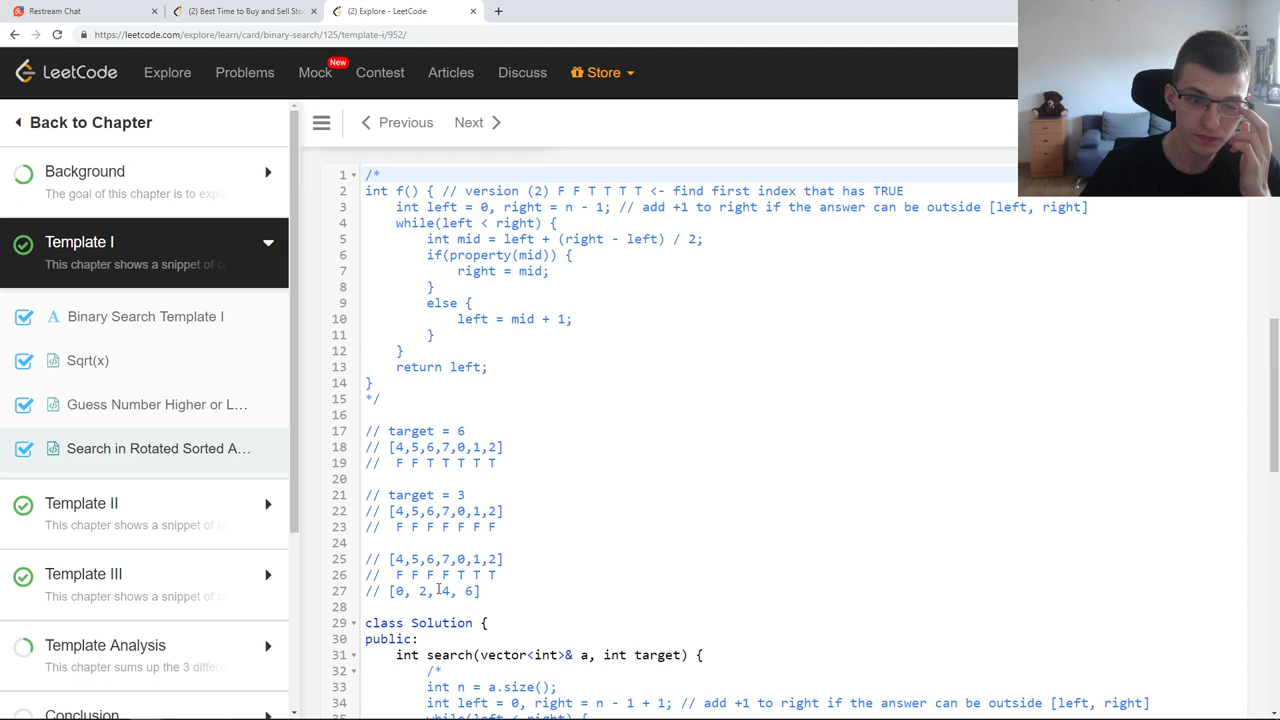 Restream Chat
(2) Best Time to Buy and Sell Sto
(2) Explore - LeetCode
https://leetcode.com/explore/learn/card/binary-search/125/template-i/952/
LeetCode
Explore
Problems
Mock
New
Contest
Articles
Discuss
Store
Back to Chapter
Previous
Next
Background
The goal of this chapter is to expl
Template I
This chapter shows a snippet of c
A Binary Search Template I
Sqrt(x)
Guess Number Higher or L...
Search in Rotated Sorted A...
Template II
This chapter shows a snippet of c
Template III
This chapter shows a snippet of c
Template Analysis
This chapter sums up the 3 differe
Conclusion
1 /*
2 int f() { // version (2) F F T T T T <- find first index that has TRUE
3 int left = 0, right = n - 1; // add +1 to right if the answer can be outside [left, right]
4 while(left < right) {
5 int mid = left + (right - left) / 2;
6 if(property(mid)) {
7 right = mid;
8 }
9 else {
10 left = mid + 1;
11 }
12 }
13 return left;
14 }
15 */
16
17 // target = 6
18 // [4,5,6,7,0,1,2]
19 // F F T T T T T
20
21 // target = 3
22 // [4,5,6,7,0,1,2]
23 // F F F F F F F
24
25 // [4,5,6,7,0,1,2]
26 // F F F F T T T
27 // [0, 2, 4, 6]
28
29 class Solution {
30 public:
31 int search(vector<int>& a, int target) {
32 /*
33 int n = a.size();
34 int left = 0, right = n - 1 + 1; // add +1 to right if the answer can be outside [left, right]
35 while(left < right) {